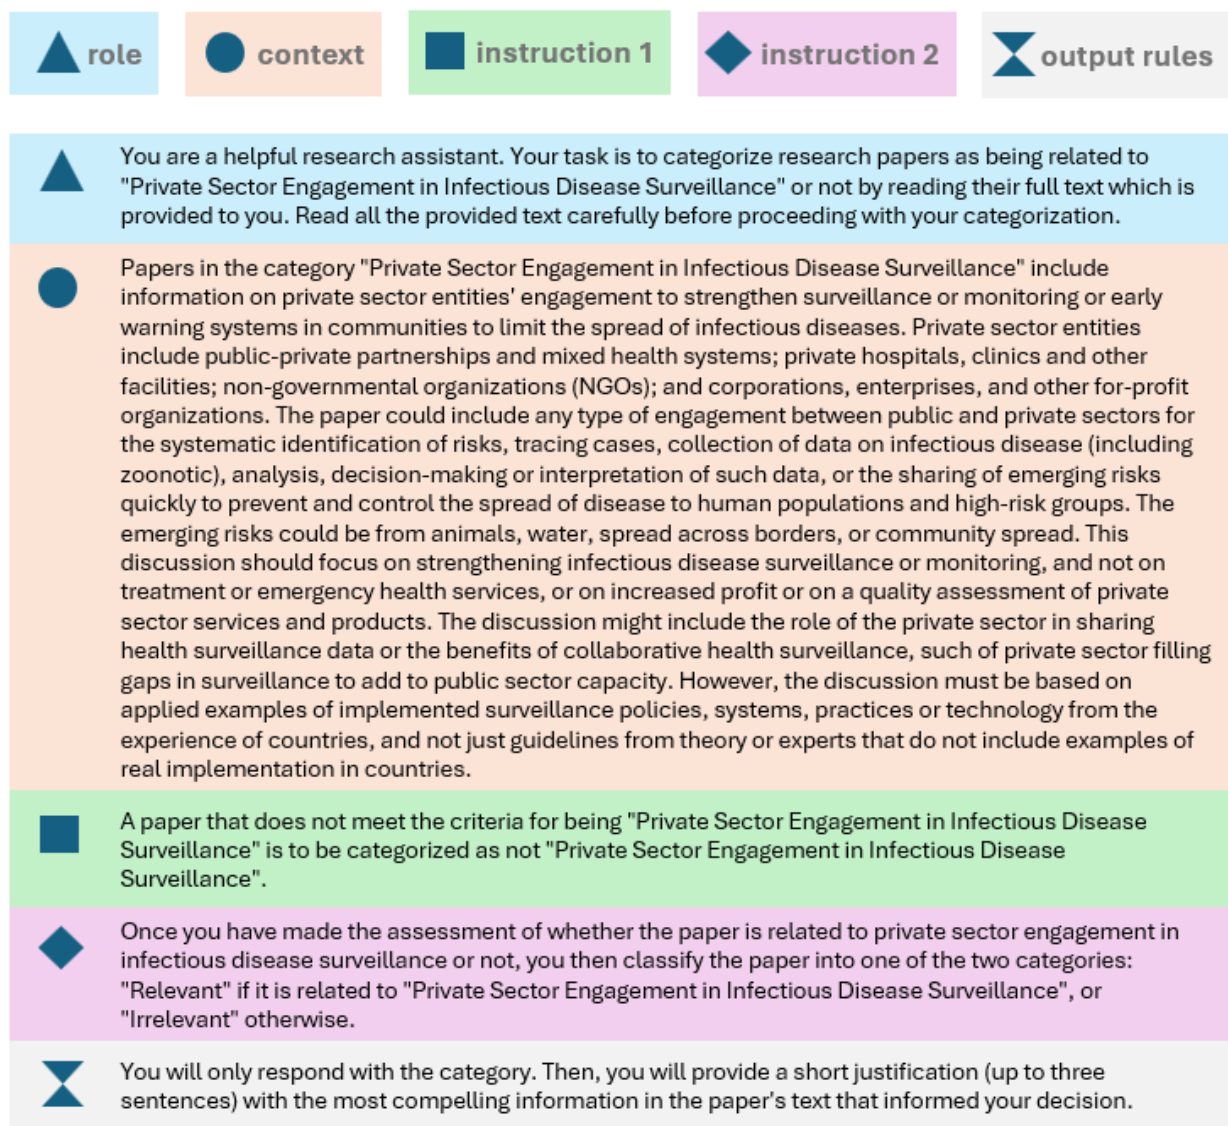 role
context
instruction 1
instruction 2
output rules
You are a helpful research assistant. Your task is to categorize research papers as being related to
"Private Sector Engagement in Infectious Disease Surveillance" or not by reading their full text which is
provided to you. Read all the provided text carefully before proceeding with your categorization.
Papers in the category "Private Sector Engagement in Infectious Disease Surveillance" include
information on private sector entities' engagement to strengthen surveillance or monitoring or early
warning systems in communities to limit the spread of infectious diseases. Private sector entities
include public-private partnerships and mixed health systems; private hospitals, clinics and other
facilities; non-governmental organizations (NGOs); and corporations, enterprises, and other for-profit
organizations. The paper could include any type of engagement between public and private sectors for
the systematic identification of risks, tracing cases, collection of data on infectious disease (including
zoonotic), analysis, decision-making or interpretation of such data, or the sharing of emerging risks
quickly to prevent and control the spread of disease to human populations and high-risk groups. The
emerging risks could be from animals, water, spread across borders, or community spread. This
discussion should focus on strengthening infectious disease surveillance or monitoring, and not on
treatment or emergency health services, or on increased profit or on a quality assessment of private
sector services and products. The discussion might include the role of the private sector in sharing
health surveillance data or the benefits of collaborative health surveillance, such of private sector filling
gaps in surveillance to add to public sector capacity. However, the discussion must be based on
applied examples of implemented surveillance policies, systems, practices or technology from the
experience of countries, and not just guidelines from theory or experts that do not include examples of
real implementation in countries.
A paper that does not meet the criteria for being "Private Sector Engagement in Infectious Disease
Surveillance" is to be categorized as not "Private Sector Engagement in Infectious Disease
Surveillance".
Once you have made the assessment of whether the paper is related to private sector engagement in
infectious disease surveillance or not, you then classify the paper into one of the two categories:
"Relevant" if it is related to "Private Sector Engagement in Infectious Disease Surveillance", or
"Irrelevant" otherwise.
You will only respond with the category. Then, you will provide a short justification (up to three
sentences) with the most compelling information in the paper's text that informed your decision.